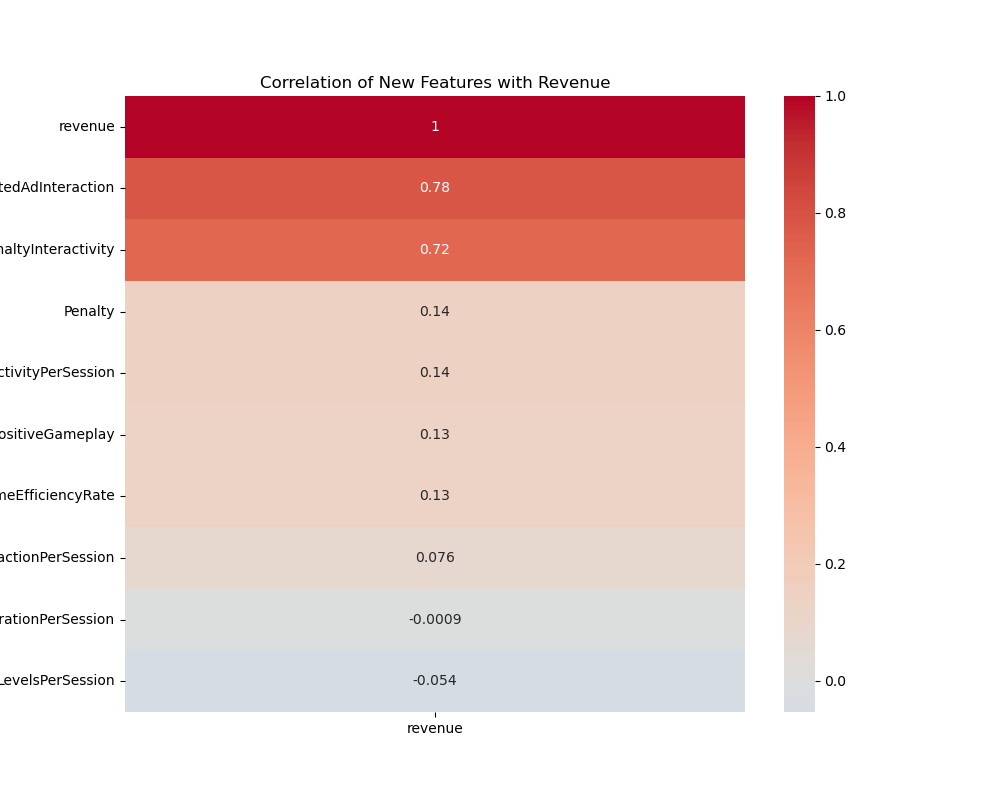 Correlation of New Features with Revenue
revenue 1
tedAdInteraction 0.78
naltyInteractivity 0.72
Penalty 0.14
ctivityPerSession 0.14
ositiveGameplay 0.13
meEfficiencyRate 0.13
actionPerSession 0.076
rationPerSession -0.0009
LevelsPerSession -0.054
revenue
1.0
0.8
0.6
0.4
0.2
0.0